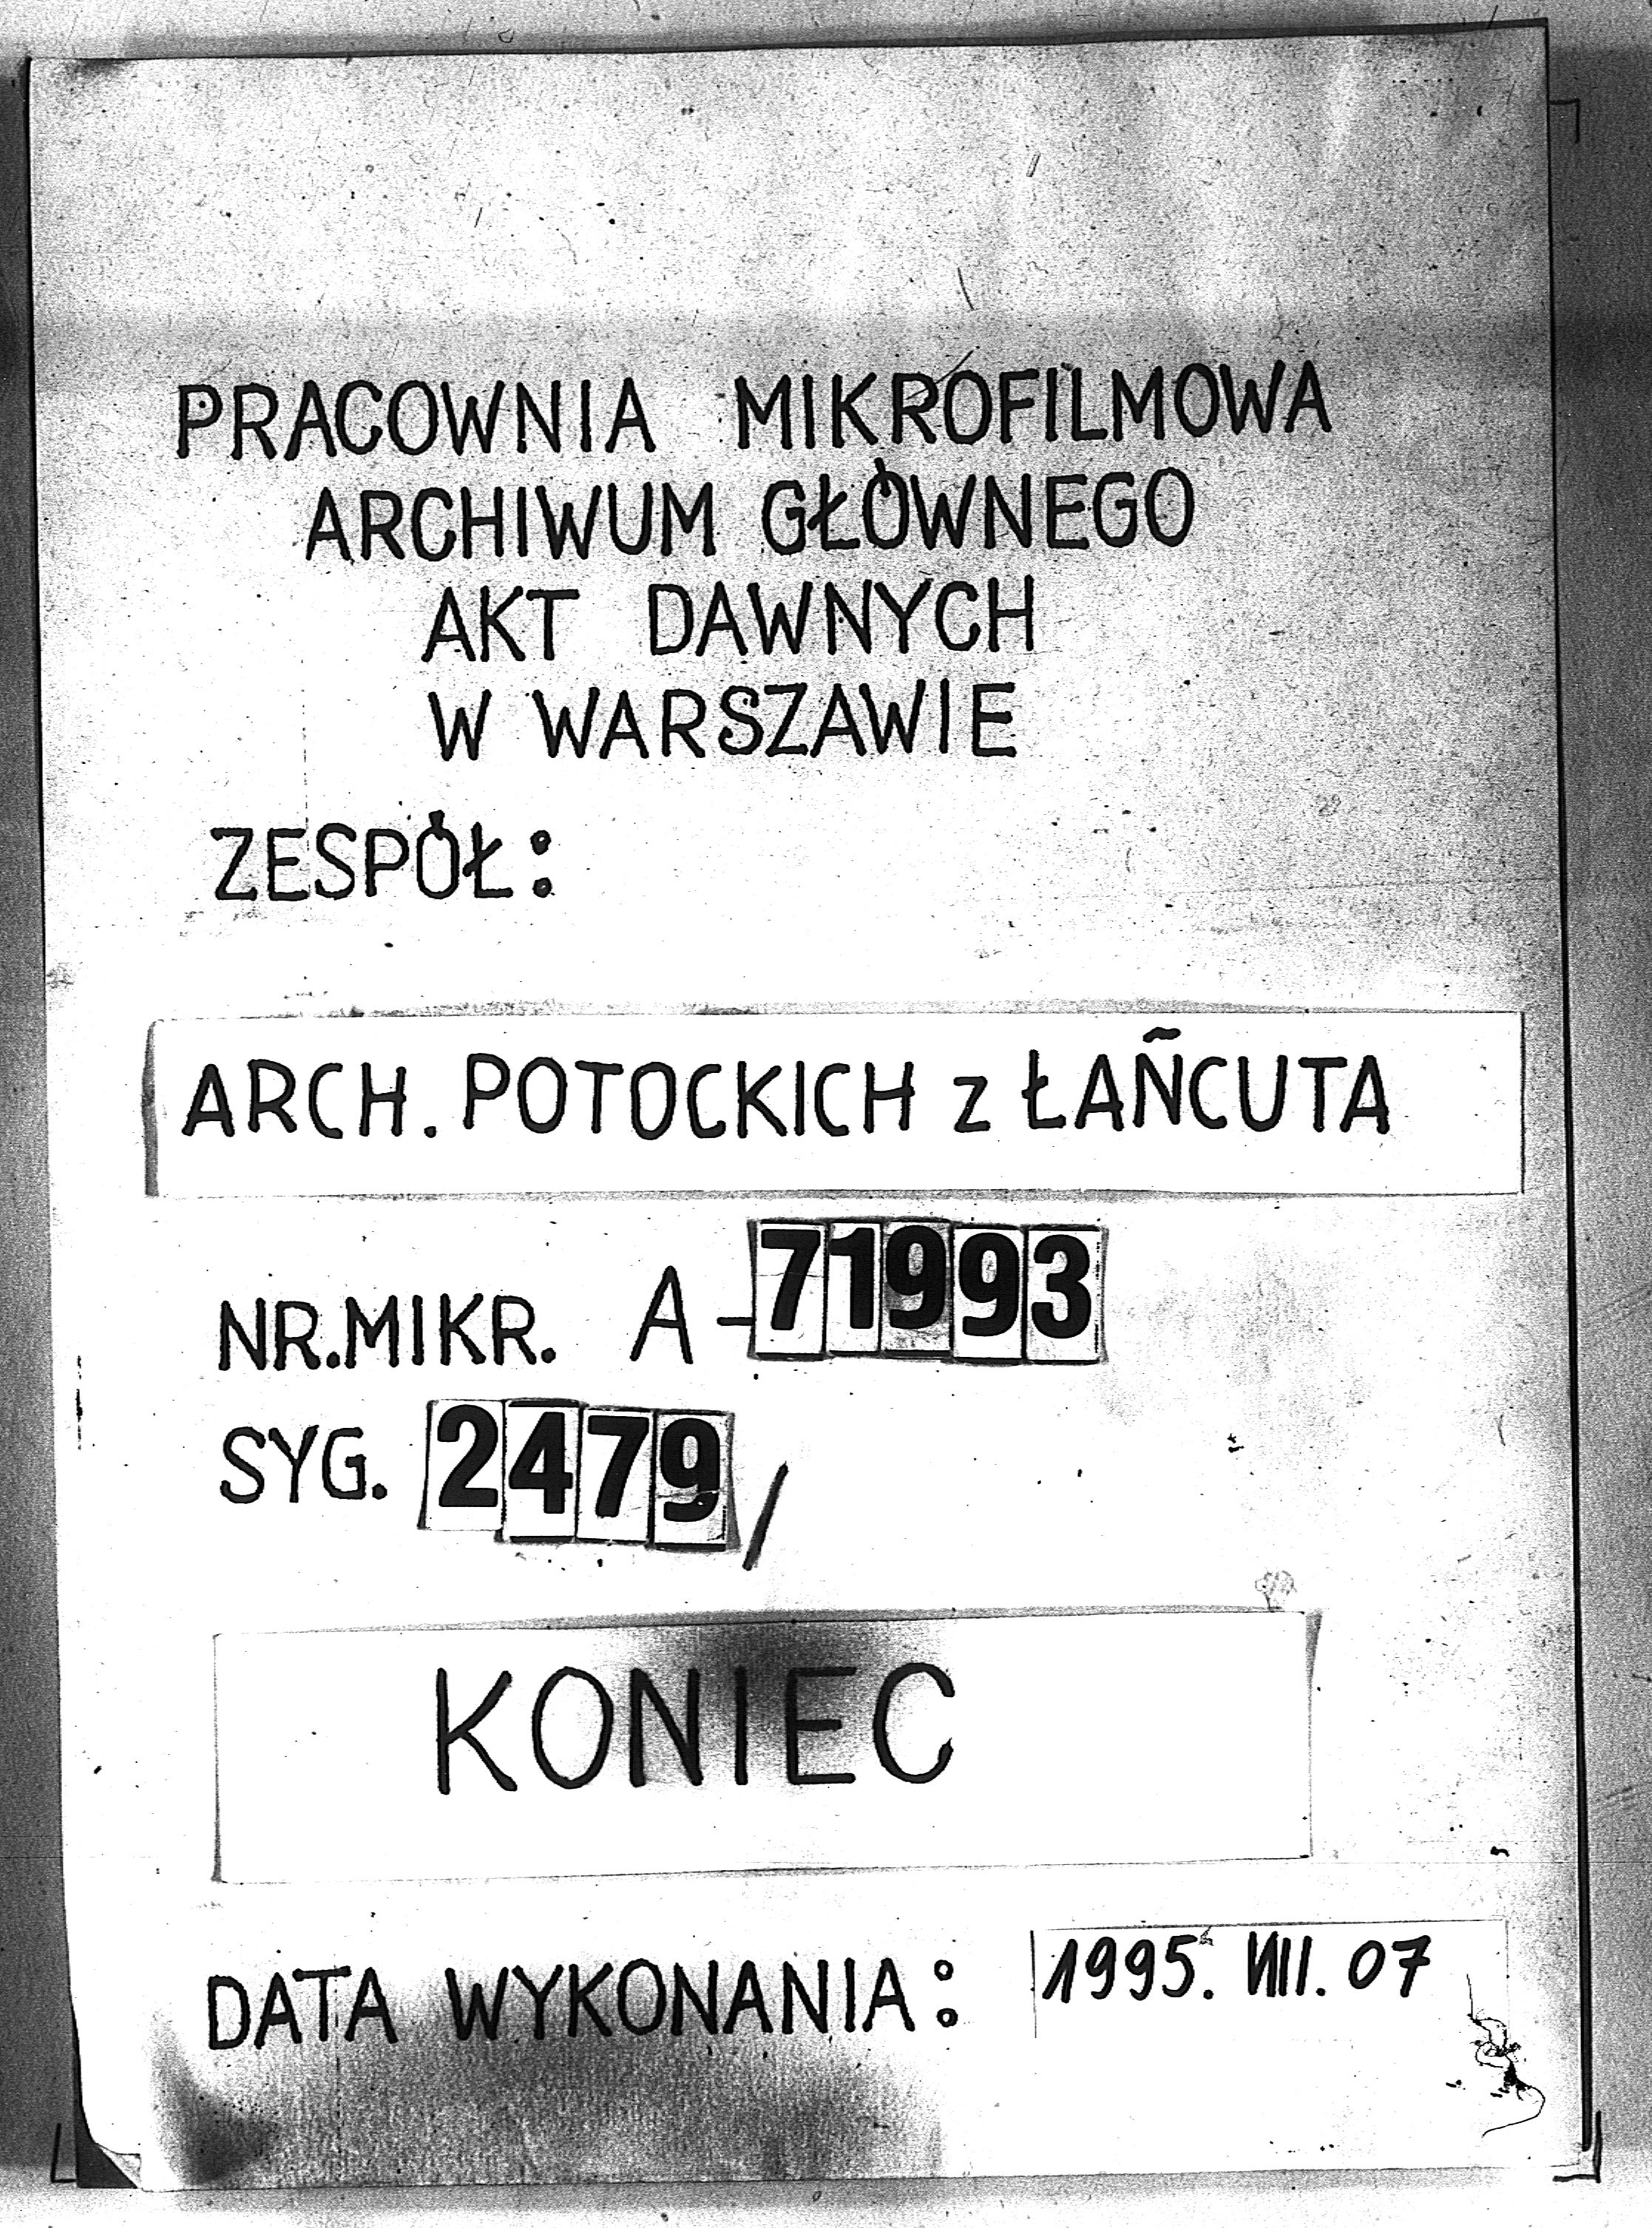 PRACOWNIA MIKROFILMOWA
ARCHIWUM GŁÓWNEGO
AKT DAWNYCH
W WARSZAWIE
ZESPÓŁ:
ARCH. POTOCKICH z ŁAŃCUTA
NR.MIKR. A-71993
SYG. 2479/
KONIEC
DATA WYKONANIA: 1995. VIII. 07